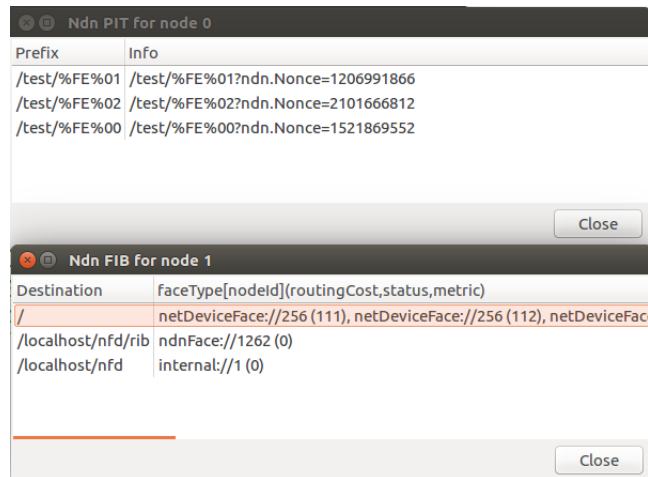 Ndn PIT for node 0
Prefix Info
/test/%FE%01 /test/%FE%01?ndn.Nonce=1206991866
/test/%FE%02 /test/%FE%02?ndn.Nonce=2101666812
/test/%FE%00 /test/%FE%00?ndn.Nonce=1521869552
Close
Ndn FIB for node 1
Destination faceType[nodeId](routingCost,status,metric)
/ netDeviceFace://256 (111), netDeviceFace://256 (112), netDeviceFac
/localhost/nfd/rib ndnFace://1262 (0)
/localhost/nfd internal://1 (0)
Close